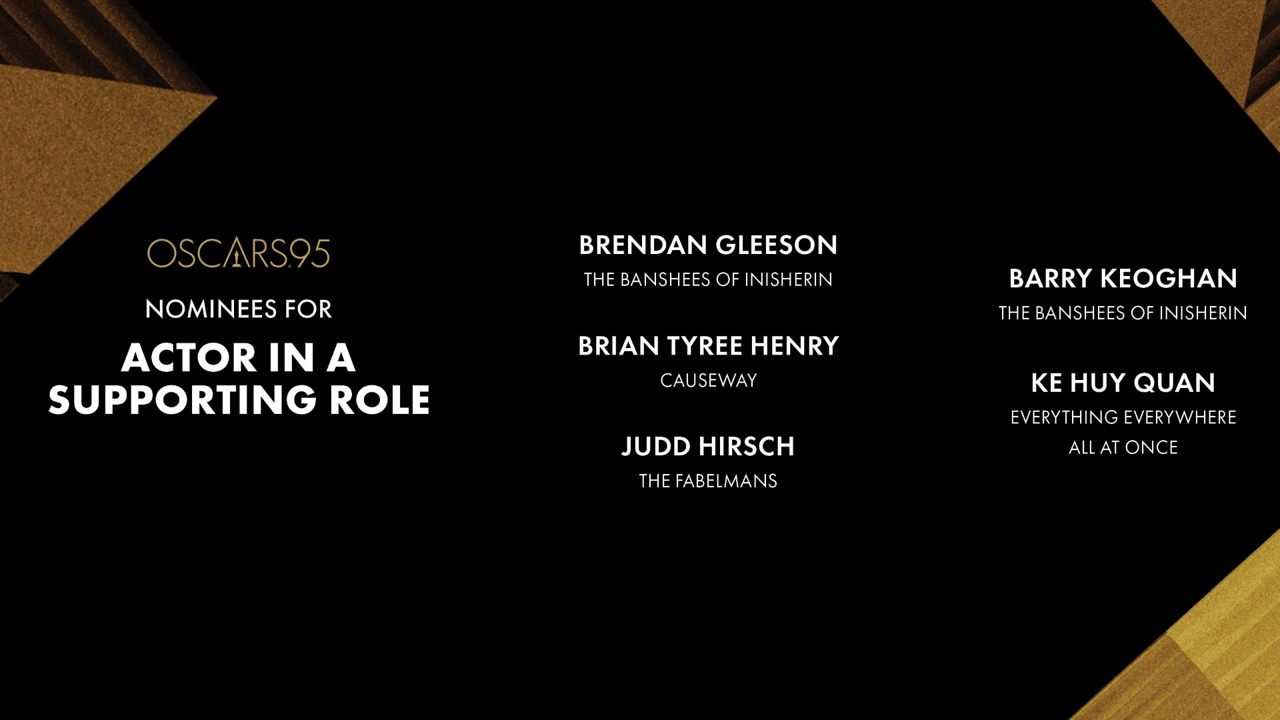 OSCARS95
NOMINEES FOR
ACTOR IN A
SUPPORTING ROLE
BRENDAN GLEESON
THE BANSHEES OF INISHERIN
BRIAN TYREE HENRY
CAUSEWAY
JUDD HIRSCH
THE FABELMANS
BARRY KEOGHAN
THE BANSHEES OF INISHERIN
KE HUY QUAN
EVERYTHING EVERYWHERE
ALL AT ONCE